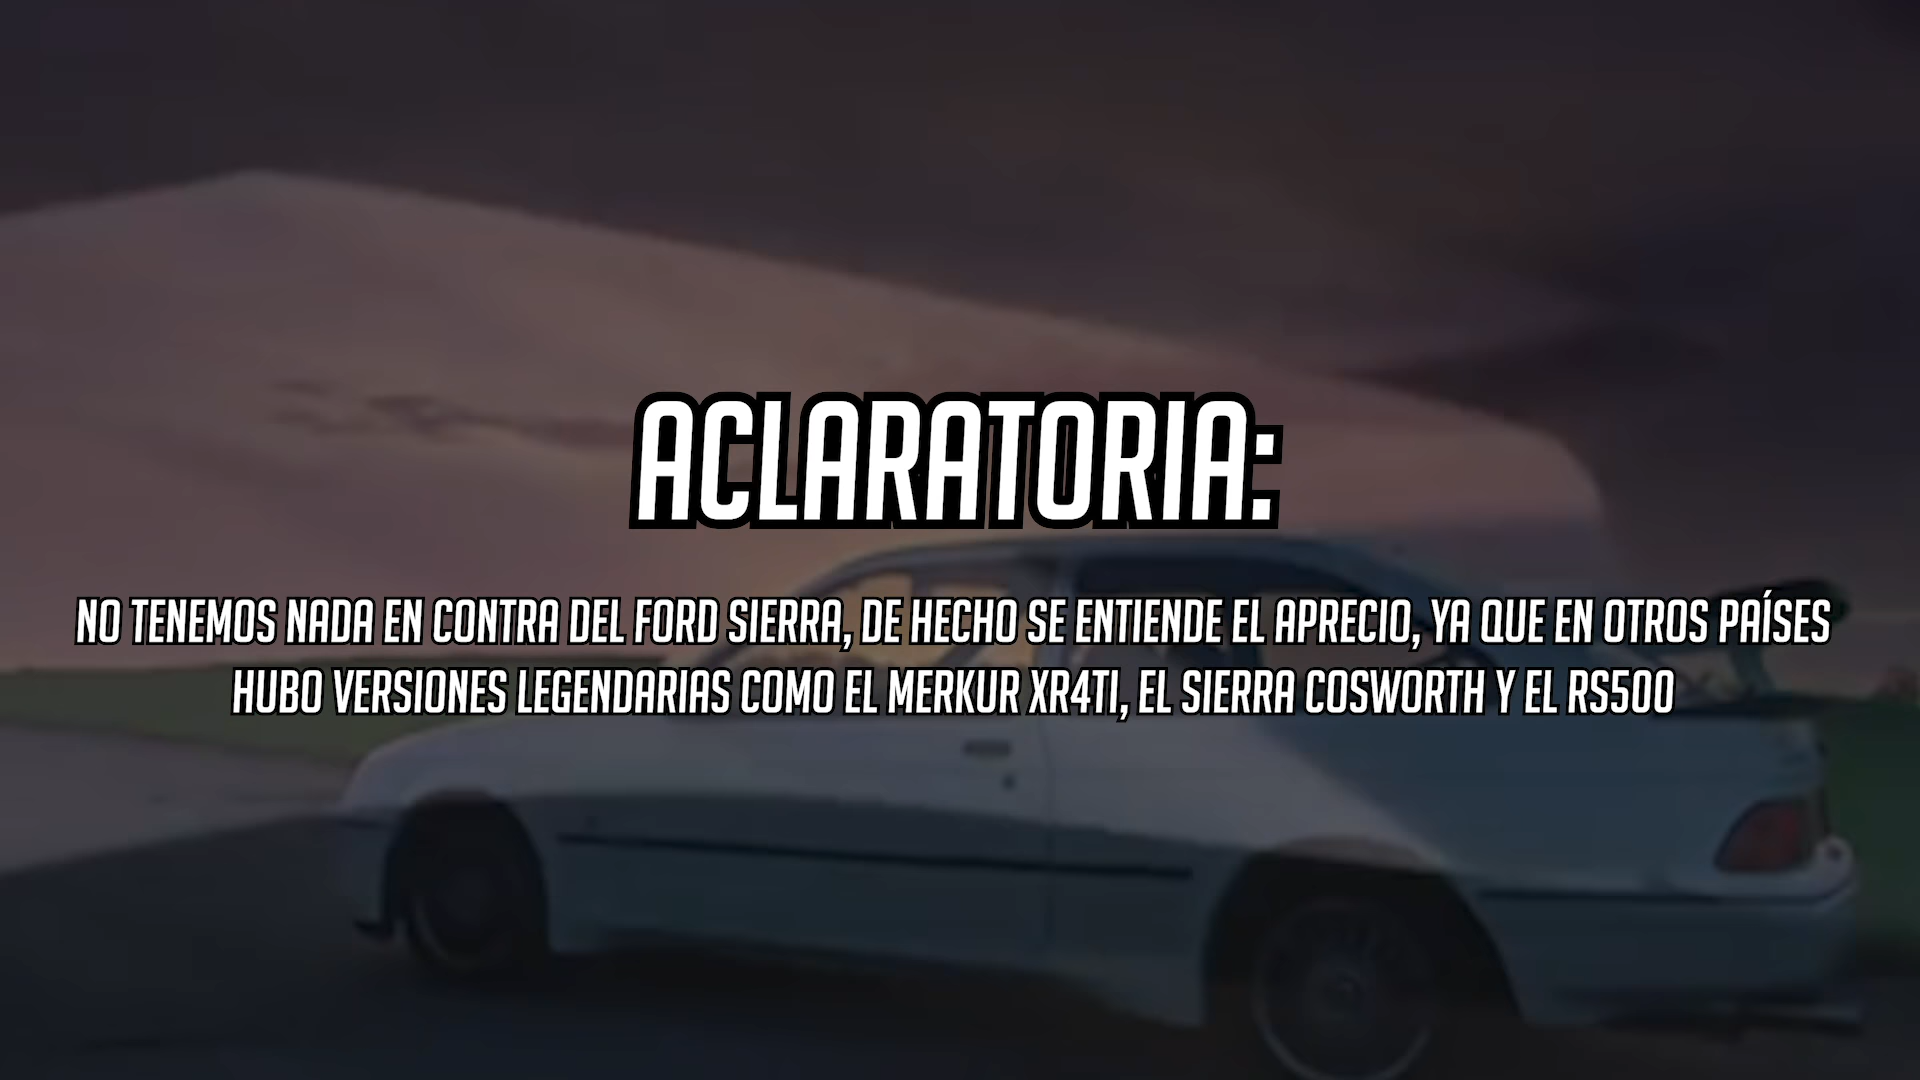 ACLARATORIA:
NO TENEMOS NADA EN CONTRA DEL FORD SIERRA, DE HECHO SE ENTIENDE EL APRECIO, YA QUE EN OTROS PAÍSES
HUBO VERSIONES LEGENDARIAS COMO EL MERKUR XR4TI, EL SIERRA COSWORTH Y EL RS500